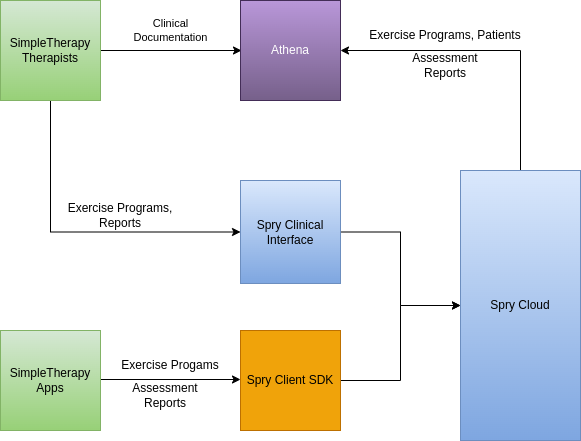 SimpleTherapy
Therapists
Clinical
Documentation
Athena
Exercise Programs, Patients
Assessment
Reports
Exercise Programs,
Reports
Spry Clinical
Interface
Spry Cloud
SimpleTherapy
Apps
Exercise Progams
Assessment
Reports
Spry Client SDK